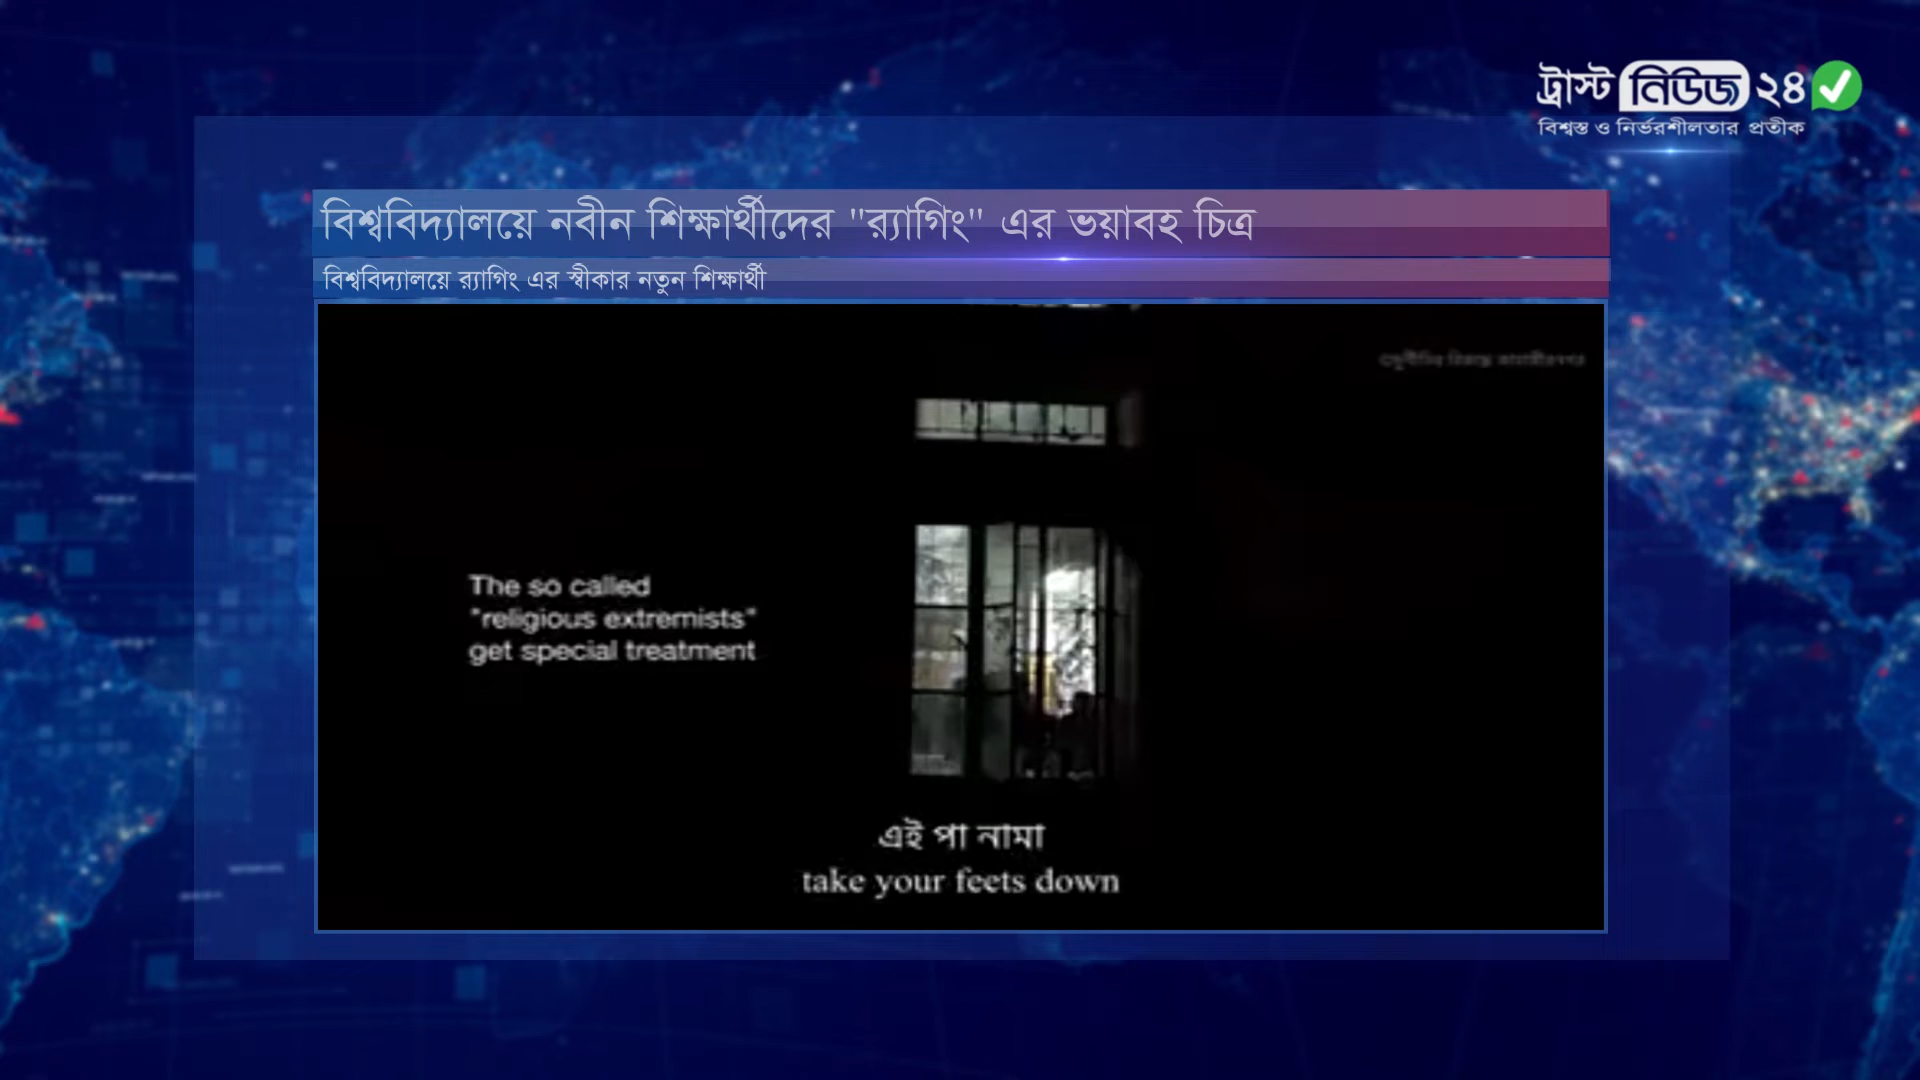 ট্রাস্ট নিউজ ২৪
বিশ্বস্ত ও নির্ভরশীলতার প্রতীক
বিশ্ববিদ্যালয়ে নবীন শিক্ষার্থীদের "র‍্যাগিং" এর ভয়াবহ চিত্র
বিশ্ববিদ্যালয়ে র‍্যাগিং এর স্বীকার নতুন শিক্ষার্থী
The so called
"religious extremists"
get special treatment
এই পা নামা
take your feets down